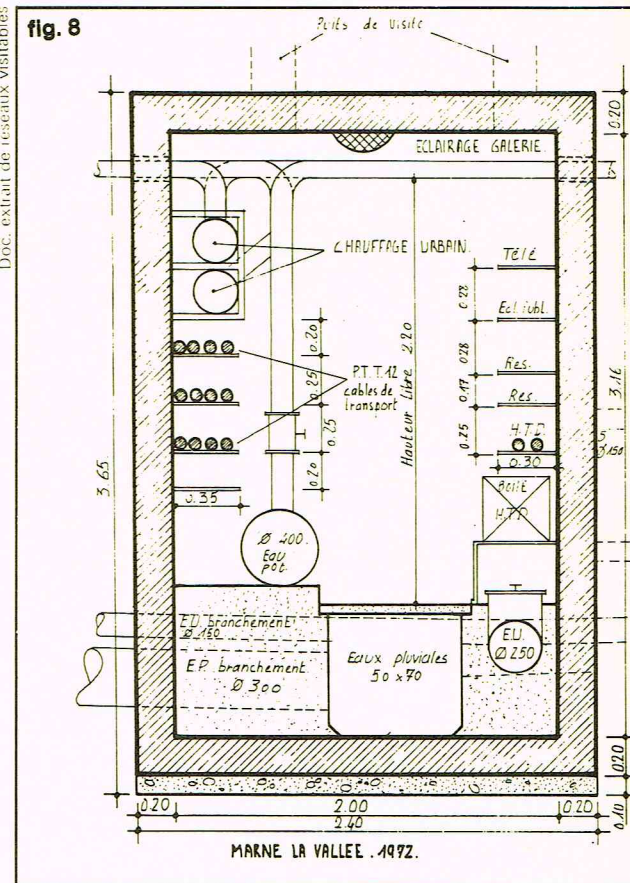 Doc. extrait de réseaux visitables
fig. 8
Puits de visite
0.20
ECLAIRAGE GALERIE.
CHAUFFAGE URBAIN.
Télé
0.28
Ecl. publ.
0.28
Res.
0.17
Res.
0.25
H.T.D
0.30
BOITE
H.T.D.
0.20
0.25
0.25
0.20
P.T.T. 12
cables de
transport
Hauteur libre 2.20
3.16
Ø 150
3.65
0.35
Ø 400.
Eau
pot.
E.U. branchement
Ø 150
E.P. branchement
Ø 300
Eaux pluviales
50 x 70
E.U.
Ø 250
0.20
0.10
0.20
2.00
0.20
2.40
MARNE LA VALLEE . 1972.